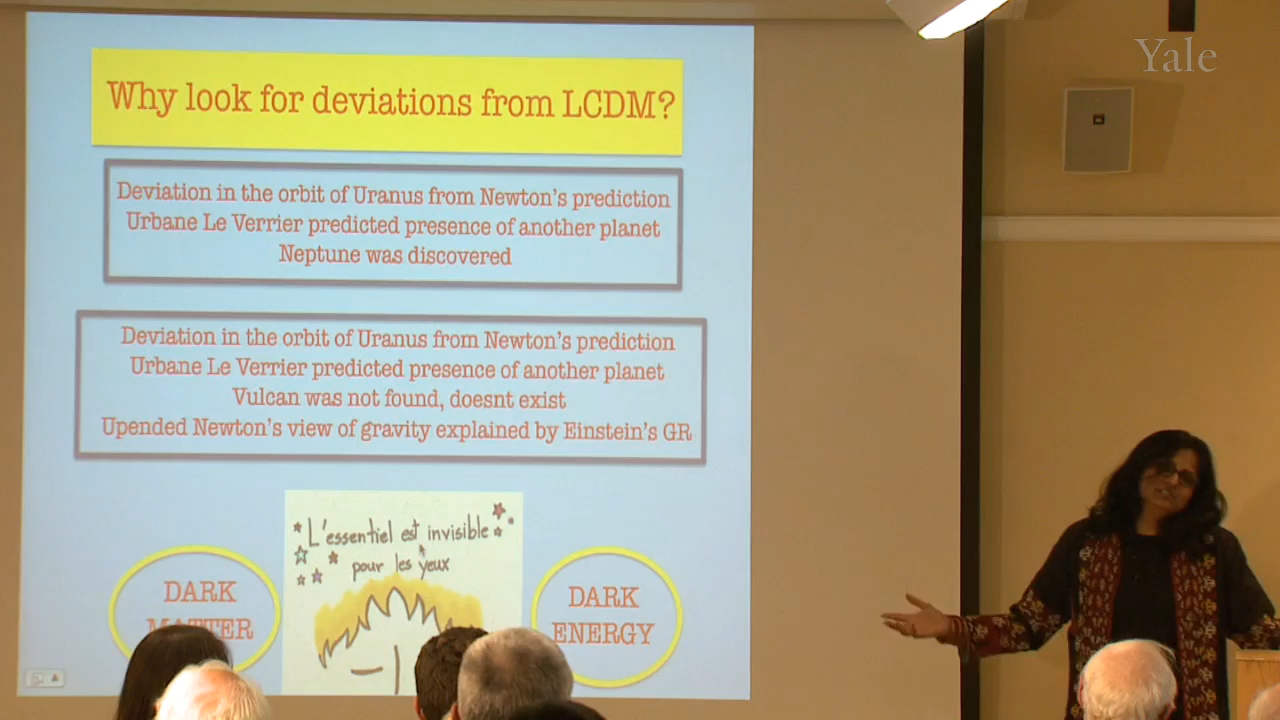 Yale
Why look for deviations from LCDM?
Deviation in the orbit of Uranus from Newton's prediction
Urbane Le Verrier predicted presence of another planet
Neptune was discovered
Deviation in the orbit of Uranus from Newton's prediction
Urbane Le Verrier predicted presence of another planet
Vulcan was not found, doesnt exist
Upended Newton's view of gravity explained by Einstein's GR
L'essentiel est invisible
pour les yeux
DARK
MATTER
DARK
ENERGY